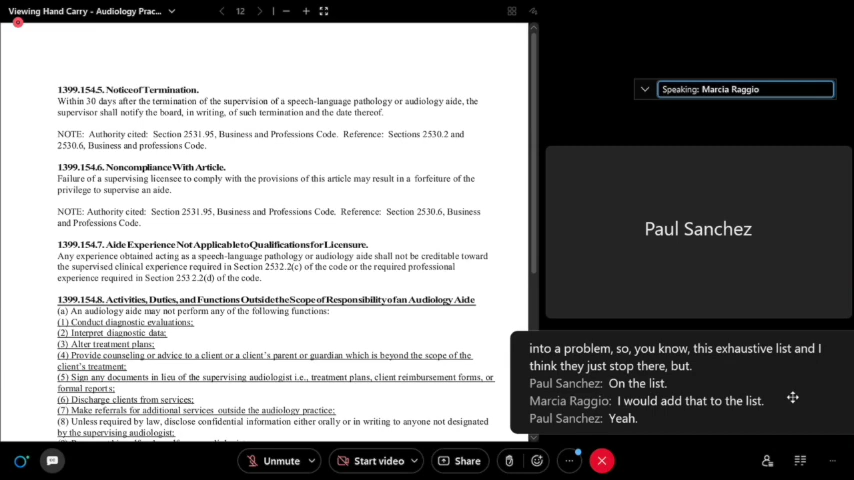 Viewing Hand Carry - Audiology Prac...
12
Speaking: Marcia Raggio
1399.154.5. Notice of Termination.
Within 30 days after the termination of the supervision of a speech-language pathology or audiology aide, the
supervisor shall notify the board, in writing, of such termination and the date thereof.
NOTE: Authority cited: Section 2531.95, Business and Professions Code. Reference: Sections 2530.2 and
2530.6, Business and professions Code.
1399.154.6. Noncompliance With Article.
Failure of a supervising licensee to comply with the provisions of this article may result in a forfeiture of the
privilege to supervise an aide.
NOTE: Authority cited: Section 2531.95, Business and Professions Code. Reference: Section 2530.6, Business
and Professions Code.
1399.154.7. Aide Experience Not Applicable to Qualifications for Licensure.
Any experience obtained acting as a speech-language pathology or audiology aide shall not be creditable toward
the supervised clinical experience required in Section 2532.2(c) of the code or the required professional
experience required in Section 2532.2(d) of the code.
1399.154.8. Activities, Duties, and Functions Outside the Scope of Responsibility of an Audiology Aide
(a) An audiology aide may not perform any of the following functions:
(1) Conduct diagnostic evaluations;
(2) Interpret diagnostic data;
(3) Alter treatment plans;
(4) Provide counseling or advice to a client or a client's parent or guardian which is beyond the scope of the
client's treatment;
(5) Sign any documents in lieu of the supervising audiologist i.e., treatment plans, client reimbursement forms, or
formal reports;
(6) Discharge clients from services;
(7) Make referrals for additional services outside the audiology practice;
(8) Unless required by law, disclose confidential information either orally or in writing to anyone not designated
by the supervising audiologist;
Paul Sanchez
into a problem, so, you know, this exhaustive list and I
think they just stop there, but.
Paul Sanchez: On the list.
Marcia Raggio: I would add that to the list.
Paul Sanchez: Yeah.
Unmute
Start video
Share